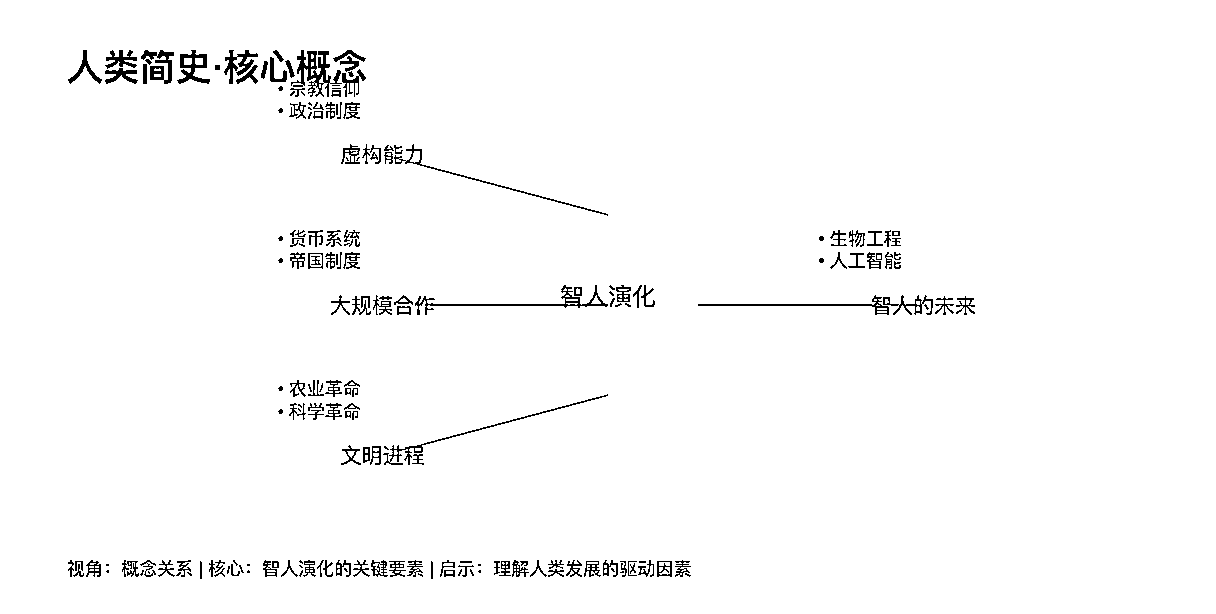 人类简史·核心概念
• 宗教信仰
• 政治制度
虚构能力
• 货币系统
• 帝国制度
大规模合作
智人演化
• 生物工程
• 人工智能
智人的未来
• 农业革命
• 科学革命
文明进程
视角：概念关系 | 核心：智人演化的关键要素 | 启示：理解人类发展的驱动因素